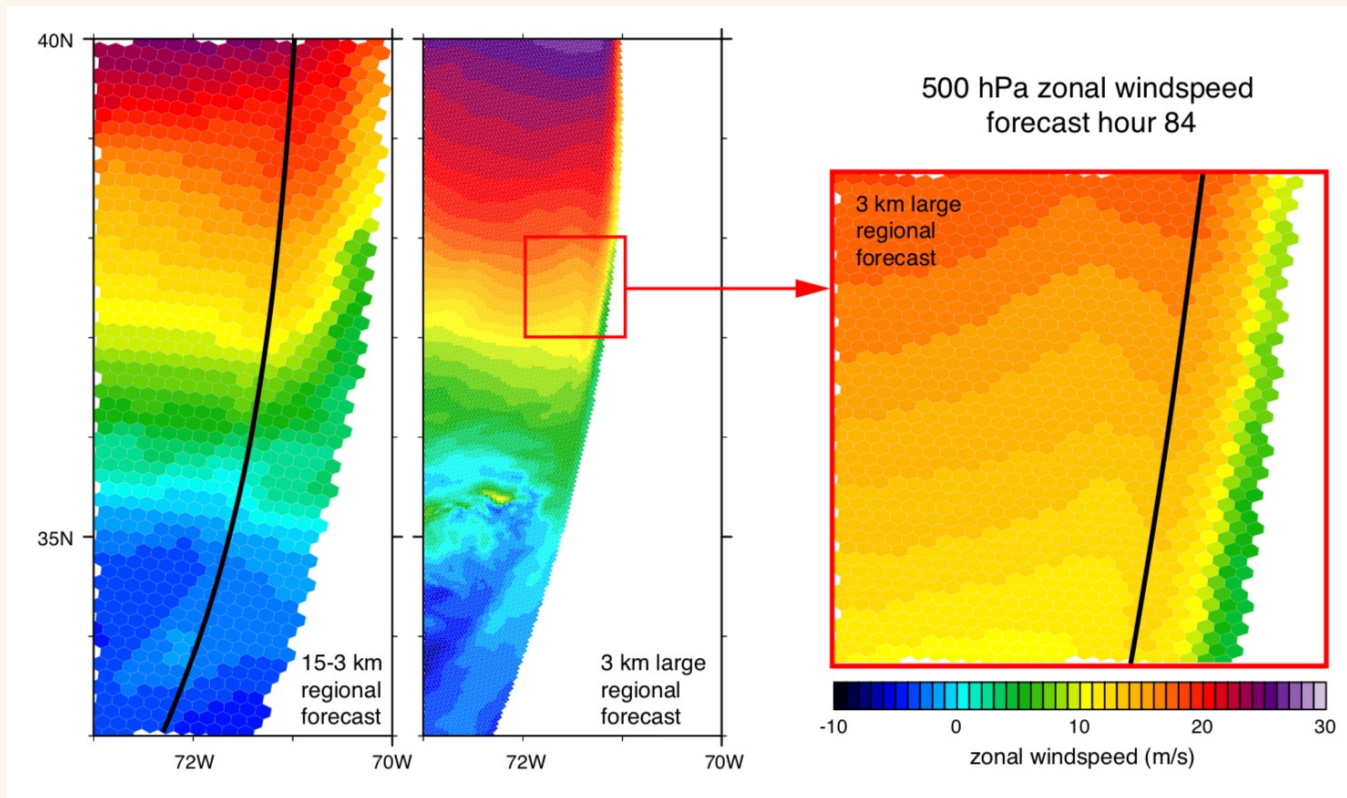 40N
35N
72W
70W
15-3 km
regional
forecast
72W
70W
3 km large
regional
forecast
500 hPa zonal windspeed
forecast hour 84
3 km large
regional
forecast
-10
0
10
20
30
zonal windspeed (m/s)